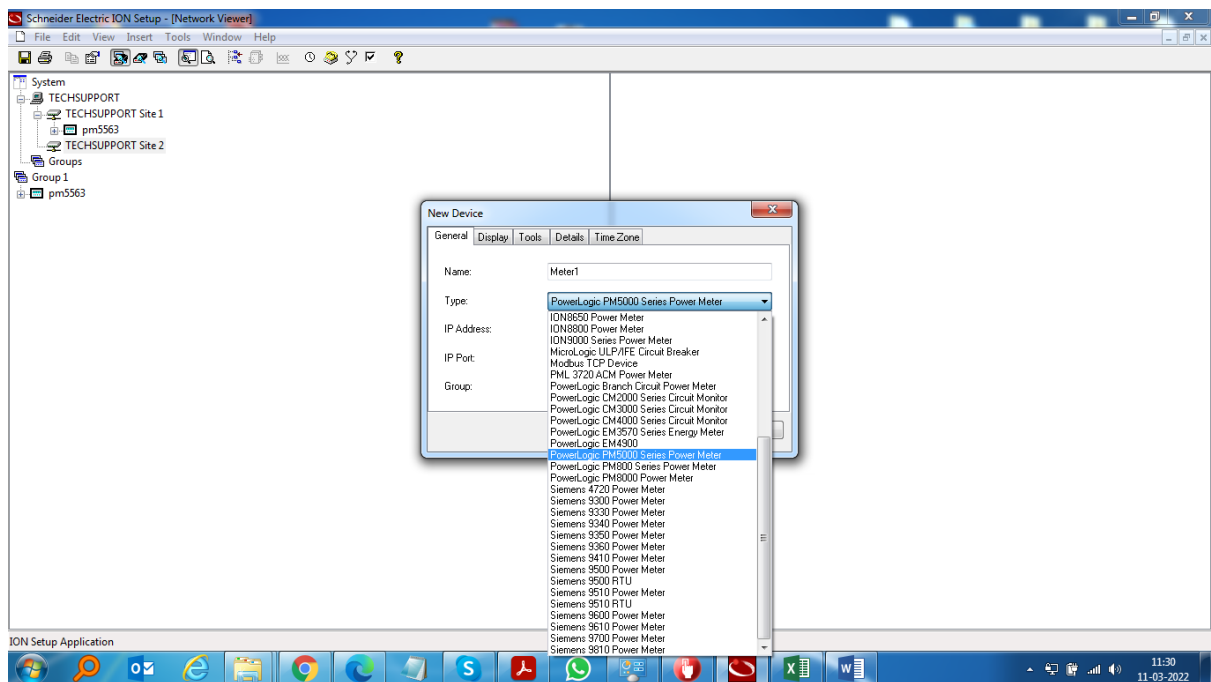 Schneider Electric ION Setup - [Network Viewer]
File Edit View Insert Tools Window Help
System
TECHSUPPORT
TECHSUPPORT Site 1
pm5563
TECHSUPPORT Site 2
Groups
Group 1
pm5563
New Device
General Display Tools Details Time Zone
Name: Meter1
Type: PowerLogic PM5000 Series Power Meter
IP Address:
IP Port:
Group:
ION8650 Power Meter
ION8800 Power Meter
ION9000 Series Power Meter
MicroLogic ULP/IFE Circuit Breaker
Modbus TCP Device
PML 3720 ACM Power Meter
PowerLogic Branch Circuit Power Meter
PowerLogic CM2000 Series Circuit Monitor
PowerLogic CM3000 Series Circuit Monitor
PowerLogic CM4000 Series Circuit Monitor
PowerLogic EM3570 Series Energy Meter
PowerLogic EM4900
PowerLogic PM5000 Series Power Meter
PowerLogic PM800 Series Power Meter
PowerLogic PM8000 Power Meter
Siemens 4720 Power Meter
Siemens 9300 Power Meter
Siemens 9330 Power Meter
Siemens 9340 Power Meter
Siemens 9350 Power Meter
Siemens 9360 Power Meter
Siemens 9410 Power Meter
Siemens 9500 Power Meter
Siemens 9500 RTU
Siemens 9510 Power Meter
Siemens 9510 RTU
Siemens 9600 Power Meter
Siemens 9610 Power Meter
Siemens 9700 Power Meter
Siemens 9810 Power Meter
ION Setup Application
11:30
11-03-2022